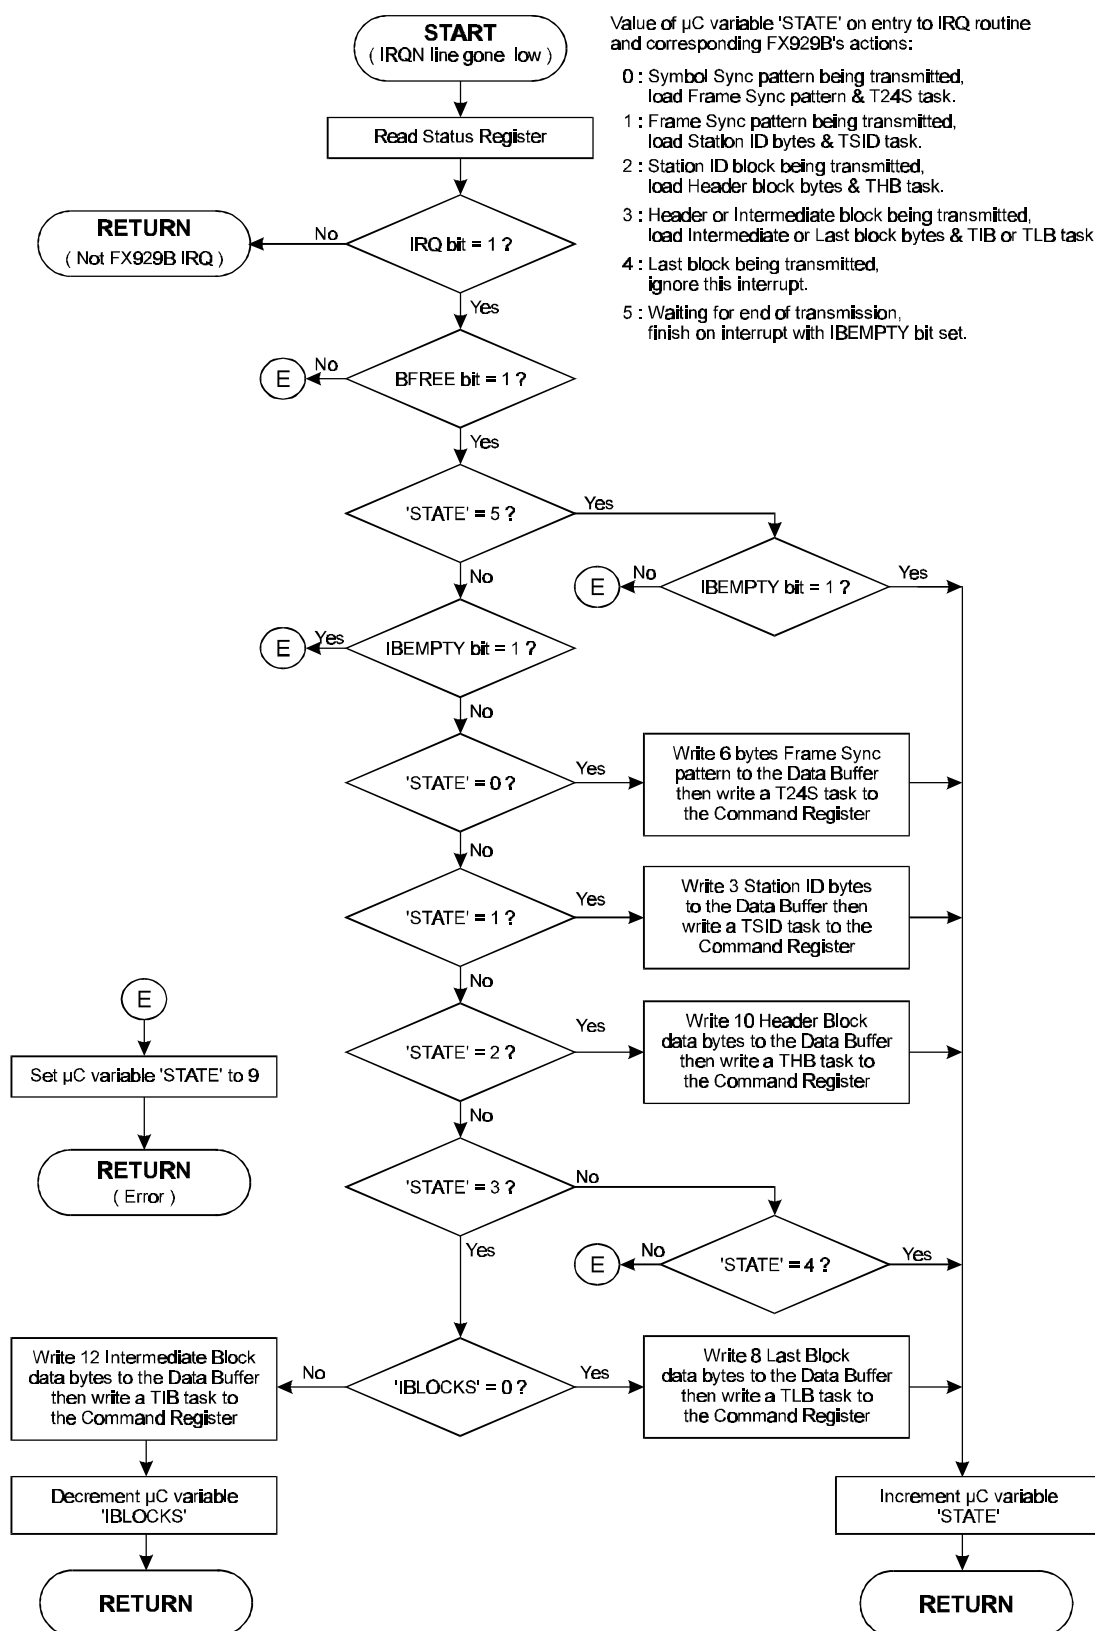 START
( IRQN line gone low )
Value of µC variable 'STATE' on entry to IRQ routine
and corresponding FX929B's actions:
0 : Symbol Sync pattern being transmitted,
load Frame Sync pattern & T24S task.
1 : Frame Sync pattern being transmitted,
load Station ID bytes & TSID task.
2 : Station ID block being transmitted,
load Header block bytes & THB task.
3 : Header or Intermediate block being transmitted,
load Intermediate or Last block bytes & TIB or TLB task
4 : Last block being transmitted,
ignore this interrupt.
5 : Waiting for end of transmission,
finish on interrupt with IBEMPTY bit set.
Read Status Register
RETURN
( Not FX929B IRQ )
No
IRQ bit = 1 ?
Yes
E
No
BFREE bit = 1 ?
Yes
'STATE' = 5 ?
Yes
No
E
No
IBEMPTY bit = 1 ?
Yes
E
Yes
IBEMPTY bit = 1 ?
No
'STATE' = 0 ?
Yes
Write 6 bytes Frame Sync
pattern to the Data Buffer
then write a T24S task to
the Command Register
No
'STATE' = 1 ?
Yes
Write 3 Station ID bytes
to the Data Buffer then
write a TSID task to the
Command Register
No
E
Set µC variable 'STATE' to 9
RETURN
( Error )
'STATE' = 2 ?
Yes
Write 10 Header Block
data bytes to the Data Buffer
then write a THB task to
the Command Register
No
'STATE' = 3 ?
No
Yes
E
No
'STATE' = 4 ?
Yes
Write 12 Intermediate Block
data bytes to the Data Buffer
then write a TIB task to
the Command Register
No
'IBLOCKS' = 0 ?
Yes
Write 8 Last Block
data bytes to the Data Buffer
then write a TLB task to
the Command Register
Decrement µC variable
'IBLOCKS'
Increment µC variable
'STATE'
RETURN
RETURN